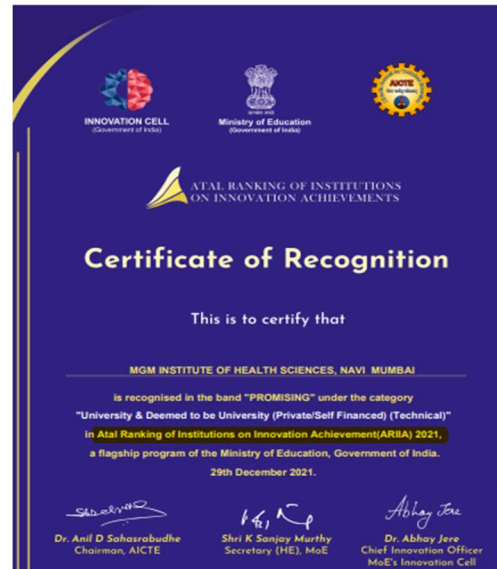 INNOVATION CELL
(Government of India)
Ministry of Education
(Government of India)
AICTE
ATAL RANKING OF INSTITUTIONS
ON INNOVATION ACHIEVEMENTS
Certificate of Recognition
This is to certify that
MGM INSTITUTE OF HEALTH SCIENCES, NAVI MUMBAI
is recognised in the band "PROMISING" under the category
"University & Deemed to be University (Private/Self Financed) (Technical)"
in Atal Ranking of Institutions on Innovation Achievement(ARIIA) 2021,
a flagship program of the Ministry of Education, Government of India.
29th December 2021.
Abhay Jere
Dr. Anil D Sahasrabudhe
Chairman, AICTE
Shri K Sanjay Murthy
Secretary (HE), MoE
Dr. Abhay Jere
Chief Innovation Officer
MoE's Innovation Cell